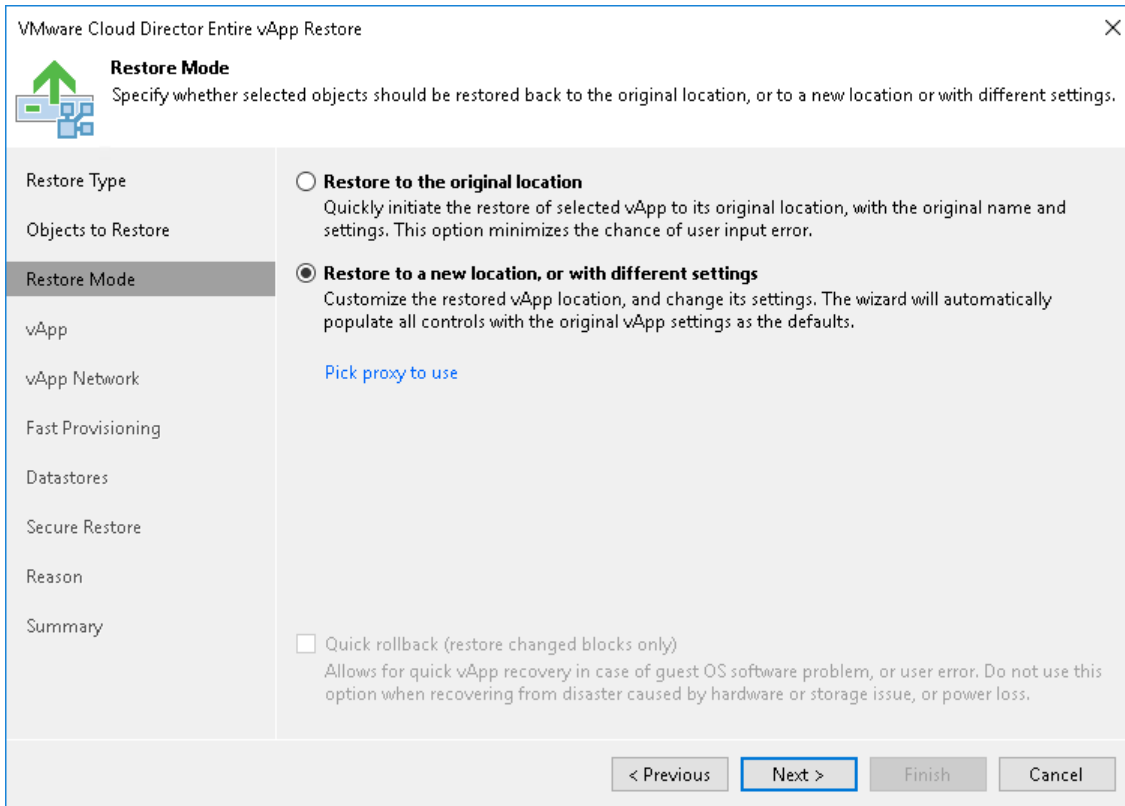 VMware Cloud Director Entire vApp Restore
Restore Mode
Specify whether selected objects should be restored back to the original location, or to a new location or with different settings.
Restore Type
Objects to Restore
Restore Mode
vApp
vApp Network
Fast Provisioning
Datastores
Secure Restore
Reason
Summary
Restore to the original location
Quickly initiate the restore of selected vApp to its original location, with the original name and
settings. This option minimizes the chance of user input error.
Restore to a new location, or with different settings
Customize the restored vApp location, and change its settings. The wizard will automatically
populate all controls with the original vApp settings as the defaults.
Pick proxy to use
Quick rollback (restore changed blocks only)
Allows for quick vApp recovery in case of guest OS software problem, or user error. Do not use this
option when recovering from disaster caused by hardware or storage issue, or power loss.
< Previous
Next >
Finish
Cancel